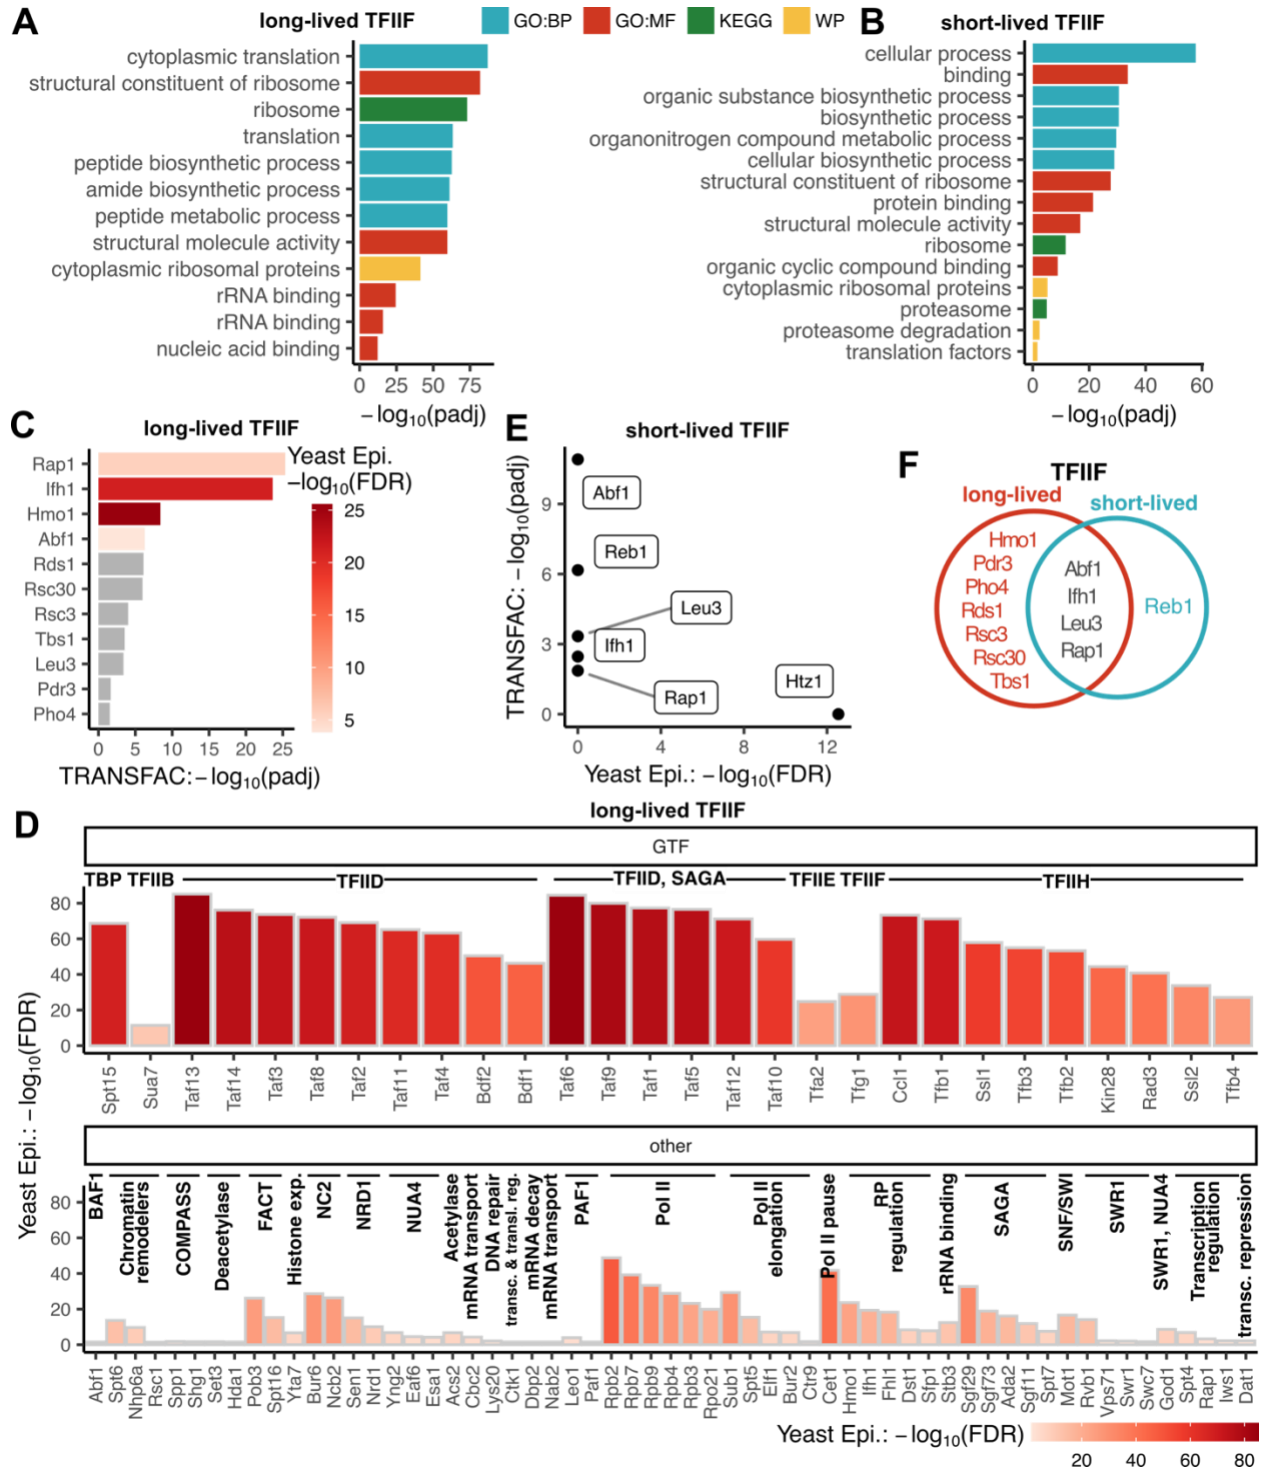 A
long-lived TFIIF
GO:BP GO:MF KEGG WP
cytoplasmic translation
structural constituent of ribosome
ribosome
translation
peptide biosynthetic process
amide biosynthetic process
peptide metabolic process
structural molecule activity
cytoplasmic ribosomal proteins
rRNA binding
rRNA binding
nucleic acid binding
0 25 50 75
−log10(padj)
B
short-lived TFIIF
cellular process
binding
organic substance biosynthetic process
biosynthetic process
organonitrogen compound metabolic process
cellular biosynthetic process
structural constituent of ribosome
protein binding
structural molecule activity
ribosome
organic cyclic compound binding
cytoplasmic ribosomal proteins
proteasome
proteasome degradation
translation factors
0 20 40 60
−log10(padj)
C
long-lived TFIIF
Rap1
Ifh1
Hmo1
Abf1
Rds1
Rsc30
Rsc3
Tbs1
Leu3
Pdr3
Pho4
0 5 10 15 20 25
TRANSFAC:−log10(padj)
Yeast Epi.
−log10(FDR)
25
20
15
10
5
E
short-lived TFIIF
TRANSFAC: −log10(padj)
9
6
3
0
Abf1
Reb1
Leu3
Ifh1
Htz1
Rap1
0 4 8 12
Yeast Epi.: −log10(FDR)
F
TFIIF
long-lived
short-lived
Hmo1
Pdr3
Pho4
Rds1
Rsc3
Rsc30
Tbs1
Abf1
Ifh1
Leu3
Rap1
Reb1
D
long-lived TFIIF
GTF
TBP TFIIB TFIID TFIID, SAGA TFIIE TFIIF TFIIH
Yeast Epi.: −log10(FDR)
80
60
40
20
0
Spt15 Sua7 Taf13 Taf14 Taf3 Taf8 Taf2 Taf11 Taf4 Bdf2 Bdf1 Taf6 Taf9 Taf1 Taf5 Taf12 Taf10 Tfa2 Tfg1 Ccl1 Tfb1 Ssl1 Tfb3 Tfb2 Kin28 Rad3 Ssl2 Tfb4
other
BAF1
Chromatin
remodelers
COMPASS
Deacetylase
FACT
Histone exp.
NC2
NRD1
NUA4
Acetylase
mRNA transport
DNA repair
transc. & transl. reg.
mRNA decay
mRNA transport
PAF1
Pol II
Pol II
elongation
Pol II pause
RP
regulation
rRNA binding
SAGA
SNF/SWI
SWR1
SWR1, NUA4
Transcription
regulation
transc. repression
80
60
40
20
0
Abf1 Spt6 Nhp6a Rsc1 Spp1 Shg1 Set3 Hda1 Pob3 Spt16 Yta7 Bur6 Ncb2 Sen1 Nrd1 Yng2 Eaf6 Esa1 Acs2 Cbc2 Lys20 Ctk1 Dbp2 Nab2 Leo1 Paf1 Rpb2 Rpb7 Rpb9 Rpb4 Rpb3 Rpo21 Sub1 Spt5 Elf1 Bur2 Ctr9 Cet1 Hmo1 Ifh1 Fhl1 Dst1 Sfp1 Stb3 Sgf29 Sgf73 Ada2 Sgf11 Spt7 Mot1 Rvb1 Vps71 Swr1 Swc7 God1 Spt4 Rap1 Iws1 Dat1
Yeast Epi.: −log10(FDR)
20 40 60 80